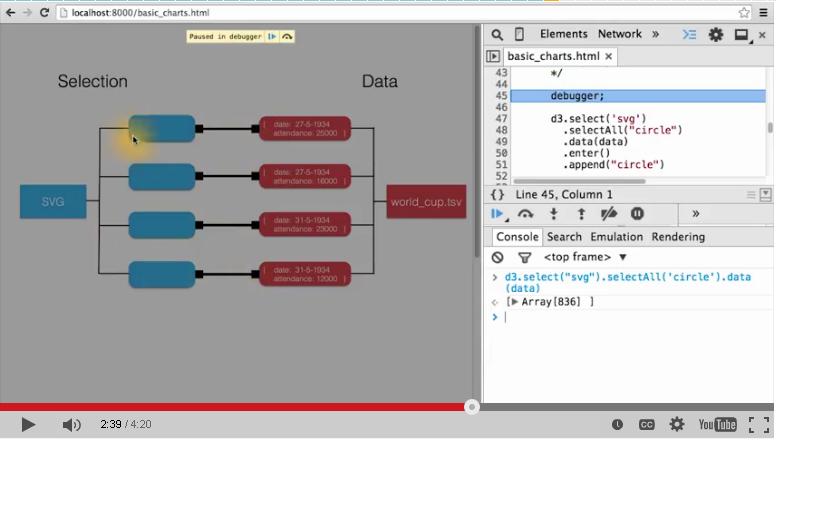 localhost:8000/basic_charts.html
Paused in debugger
Selection
Data
SVG
{ date: 27-5-1934
attendance: 25000 }
{ date: 27-5-1934
attendance: 16000 }
{ date: 31-5-1934
attendance: 23000 }
{ date: 31-5-1934
attendance: 12000 }
world_cup.tsv
Elements Network »
basic_charts.html ×
43 */
44
45 debugger;
46
47 d3.select('svg')
48 .selectAll("circle")
49 .data(data)
50 .enter()
51 .append("circle")
52
{} Line 45, Column 1
»
Console Search Emulation Rendering
<top frame> ▼
> d3.select("svg").selectAll('circle').data
(data)
[▶ Array[836] ]
>
2:39 / 4:20
CC
YouTube